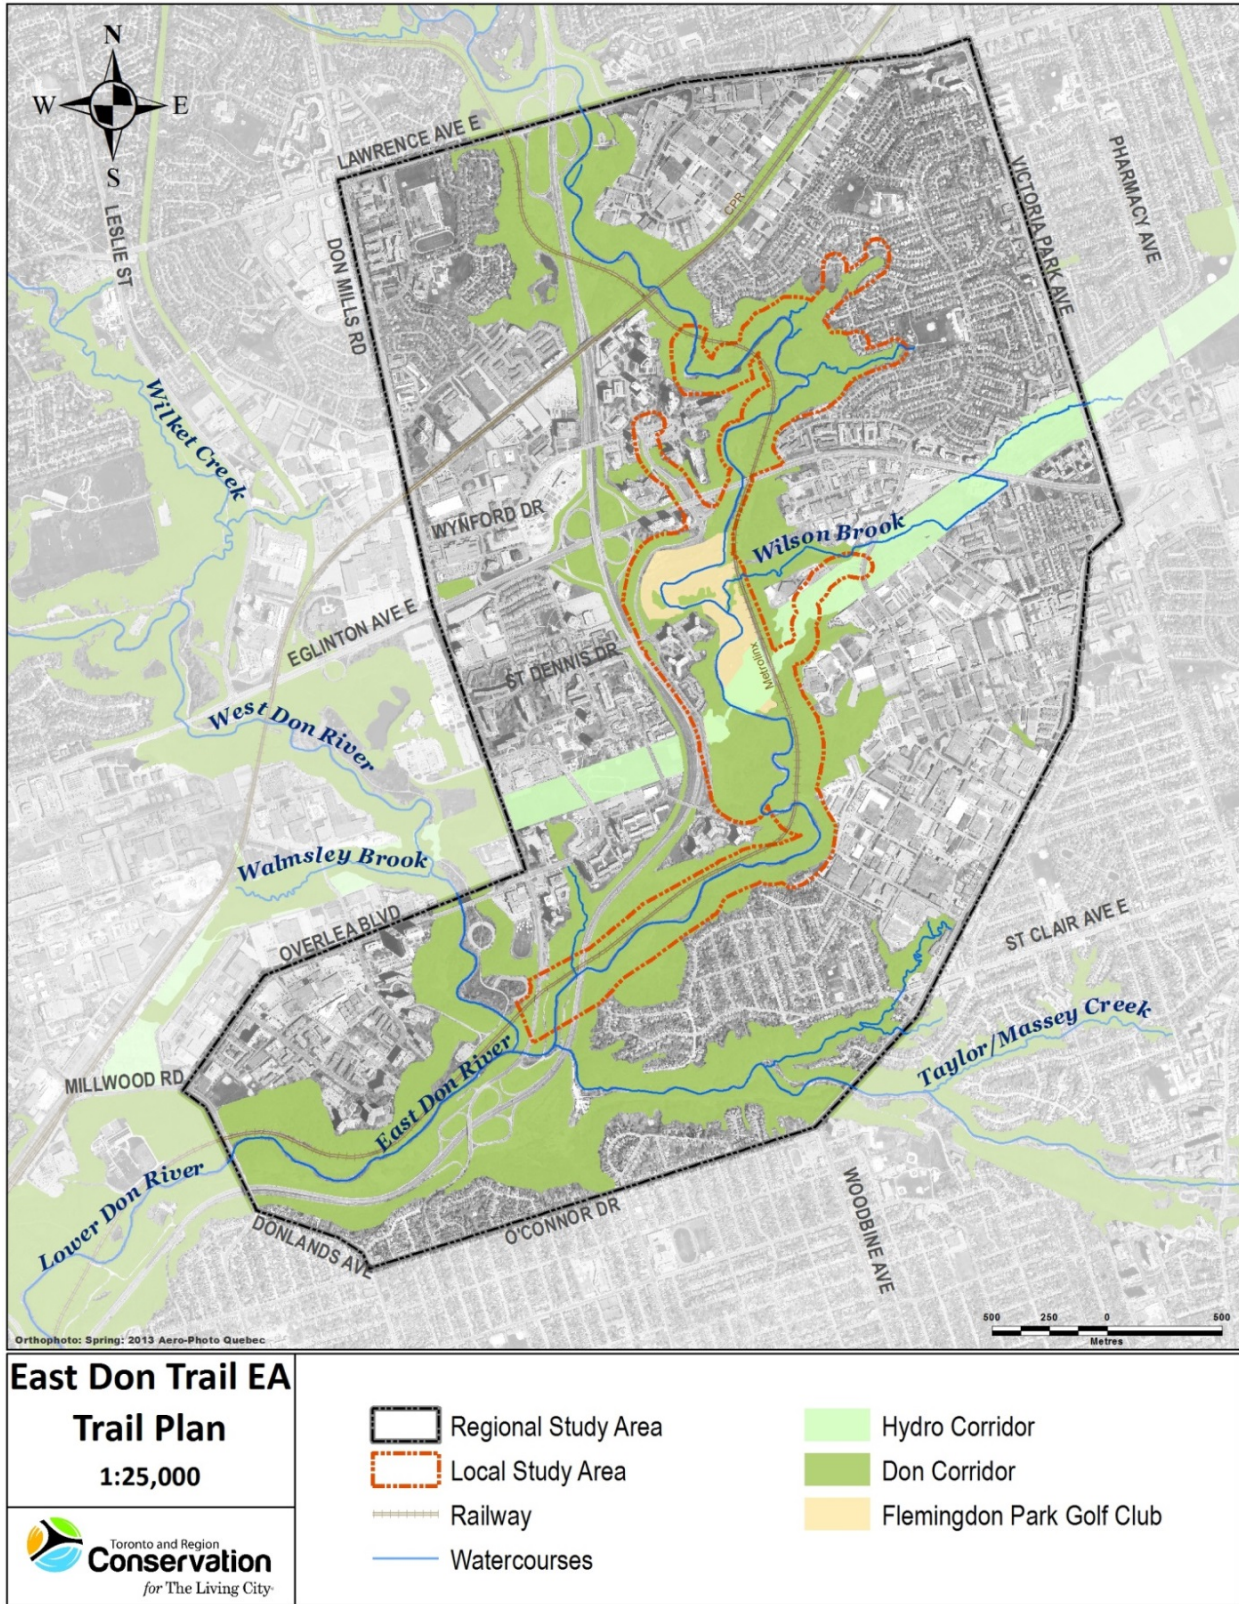 N
W E
S
LAWRENCE AVE E
LESLIE ST
DON MILLS RD
CPR
VICTORIA PARK AVE
PHARMACY AVE
Wilket Creek
WYNFORD DR
Wilson Brook
EGLINTON AVE E
ST DENNIS DR
Metrolinx
West Don River
Walmsley Brook
OVERLEA BLVD
ST CLAIR AVE E
Taylor/Massey Creek
MILLWOOD RD
East Don River
Lower Don River
DONLANDS AVE
O'CONNOR DR
WOODBINE AVE
500 250 0 500
Metres
Orthophoto: Spring: 2013 Aero-Photo Quebec
East Don Trail EA
Trail Plan
1:25,000
Toronto and Region
Conservation
for The Living City
Regional Study Area
Local Study Area
Railway
Watercourses
Hydro Corridor
Don Corridor
Flemingdon Park Golf Club